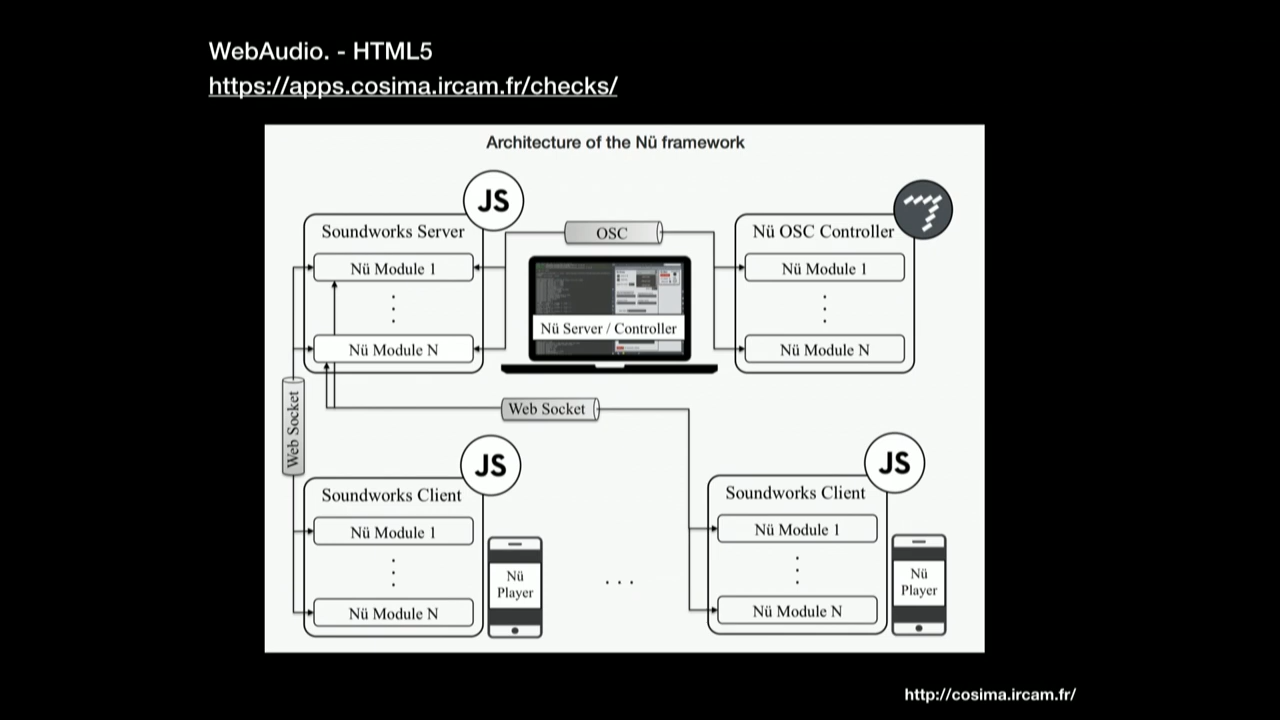 WebAudio. - HTML5
https://apps.cosima.ircam.fr/checks/
Architecture of the Nü framework
JS
Soundworks Server
Nü Module 1
Nü Module N
OSC
Nü Server / Controller
Nü OSC Controller
Nü Module 1
Nü Module N
Web Socket
Web Socket
JS
Soundworks Client
Nü Module 1
Nü Module N
Nü
Player
. . .
JS
Soundworks Client
Nü Module 1
Nü Module N
Nü
Player
http://cosima.ircam.fr/